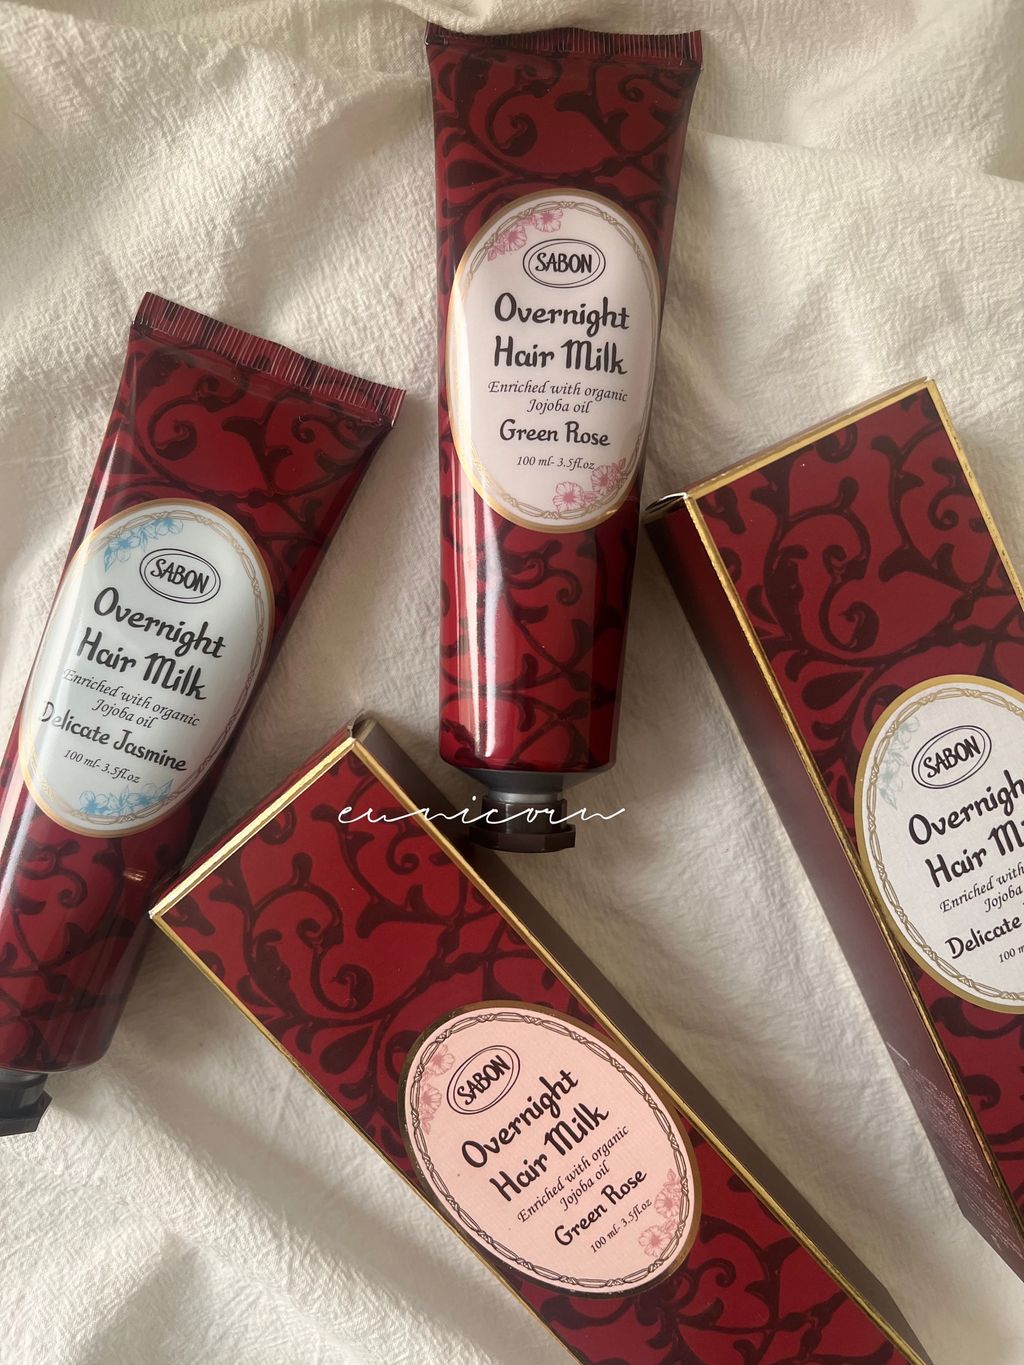 SABON
Overnight
Hair Milk
Enriched with organic
Jojoba oil
Green Rose
100 ml- 3.5fl.oz
SABON
Overnight
Hair Milk
Enriched with organic
Jojoba oil
Delicate Jasmine
100 ml- 3.5fl.oz
SABON
Overnigh
Hair M
Enriched with
Jojoba
Delicate
100 m
eunicorn
SABON
Overnight
Hair Milk
Enriched with organic
Jojoba oil
Green Rose
100 ml- 3.5fl.oz